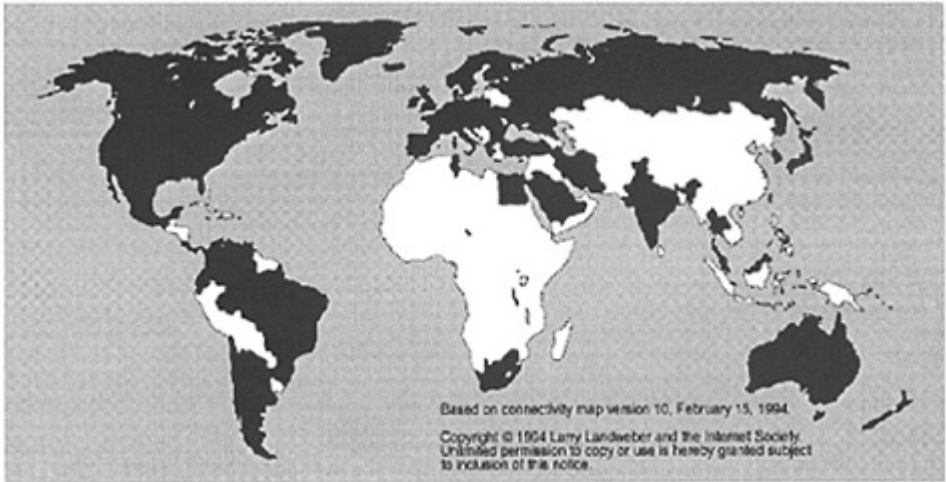 Based on connectivity map version 10, February 15, 1994.
Copyright © 1994 Larry Landweber and the Internet Society.
Unlimited permission to copy or use is hereby granted subject
to inclusion of this notice.